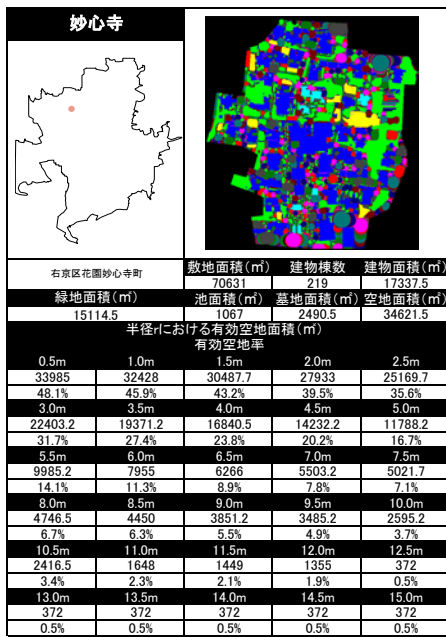 妙心寺
右京区花園妙心寺町
敷地面積(㎡) 建物棟数 建物面積(㎡)
70631 219 17337.5
緑地面積(㎡) 池面積(㎡) 墓地面積(㎡) 空地面積(㎡)
15114.5 1067 2490.5 34621.5
半径rにおける有効空地面積(㎡)
有効空地率
0.5m 1.0m 1.5m 2.0m 2.5m
33985 32428 30487.7 27933 25169.7
48.1% 45.9% 43.2% 39.5% 35.6%
3.0m 3.5m 4.0m 4.5m 5.0m
22403.2 19371.2 16840.5 14232.2 11788.2
31.7% 27.4% 23.8% 20.2% 16.7%
5.5m 6.0m 6.5m 7.0m 7.5m
9985.2 7955 6266 5503.2 5021.7
14.1% 11.3% 8.9% 7.8% 7.1%
8.0m 8.5m 9.0m 9.5m 10.0m
4746.5 4450 3851.2 3485.2 2595.2
6.7% 6.3% 5.5% 4.9% 3.7%
10.5m 11.0m 11.5m 12.0m 12.5m
2416.5 1648 1449 1355 372
3.4% 2.3% 2.1% 1.9% 0.5%
13.0m 13.5m 14.0m 14.5m 15.0m
372 372 372 372 372
0.5% 0.5% 0.5% 0.5% 0.5%